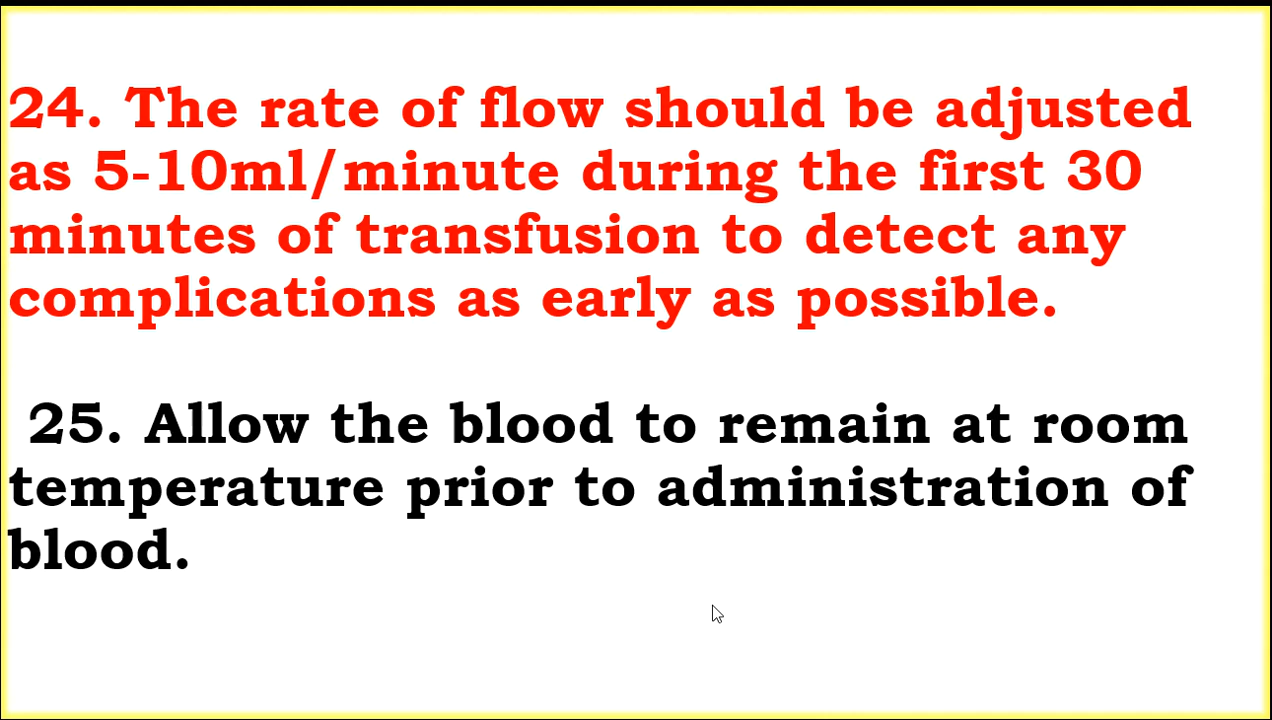 24. The rate of flow should be adjusted
as 5-10ml/minute during the first 30
minutes of transfusion to detect any
complications as early as possible.
25. Allow the blood to remain at room
temperature prior to administration of
blood.